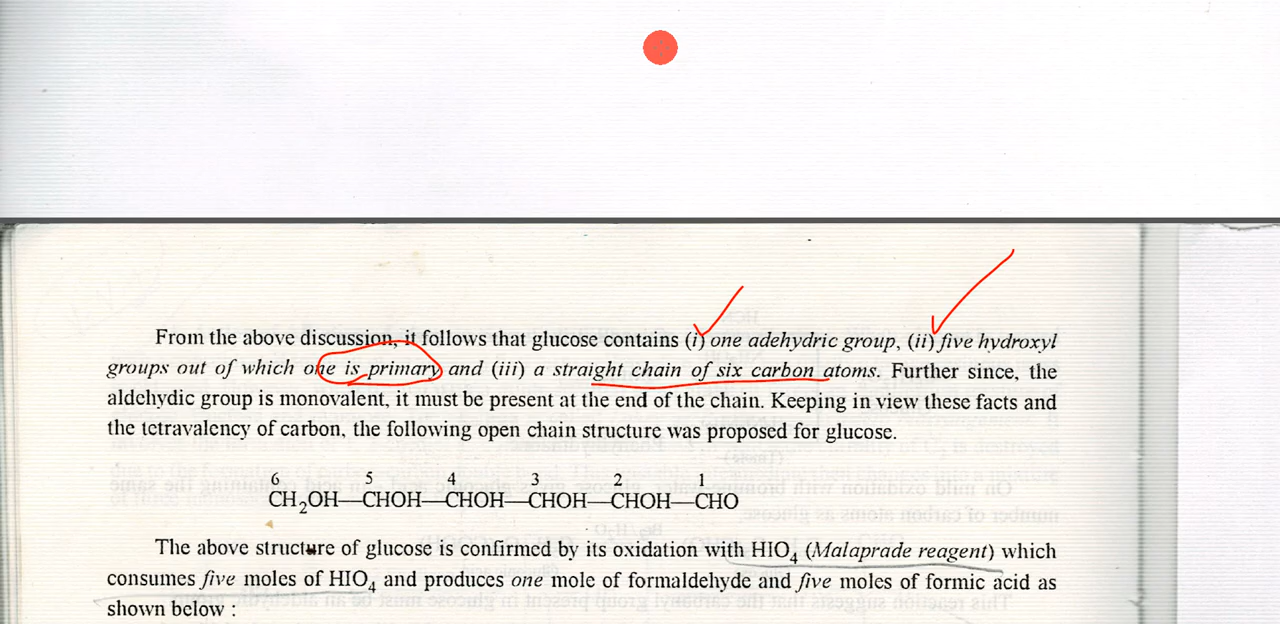 From the above discussion, it follows that glucose contains (i) one adehydric group, (ii) five hydroxyl
groups out of which one is primary and (iii) a straight chain of six carbon atoms. Further since, the
aldehydic group is monovalent, it must be present at the end of the chain. Keeping in view these facts and
the tetravalency of carbon, the following open chain structure was proposed for glucose.
6 5 4 3 2 1
CH₂OH—CHOH—CHOH—CHOH—CHOH—CHO
The above structure of glucose is confirmed by its oxidation with HIO₄ (Malaprade reagent) which
consumes five moles of HIO₄ and produces one mole of formaldehyde and five moles of formic acid as
shown below :